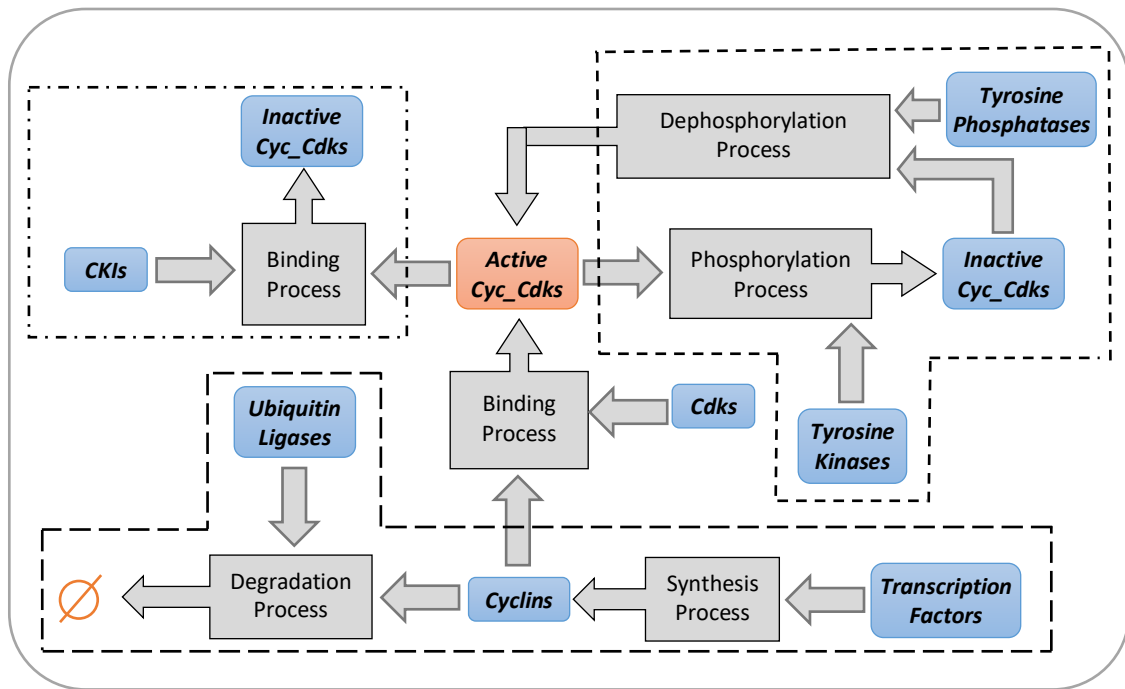 Inactive
Cyc_Cdks
Dephosphorylation
Process
Tyrosine
Phosphatases
CKIs
Binding
Process
Active
Cyc_Cdks
Phosphorylation
Process
Inactive
Cyc_Cdks
Ubiquitin
Ligases
Binding
Process
Cdks
Tyrosine
Kinases
Degradation
Process
Cyclins
Synthesis
Process
Transcription
Factors